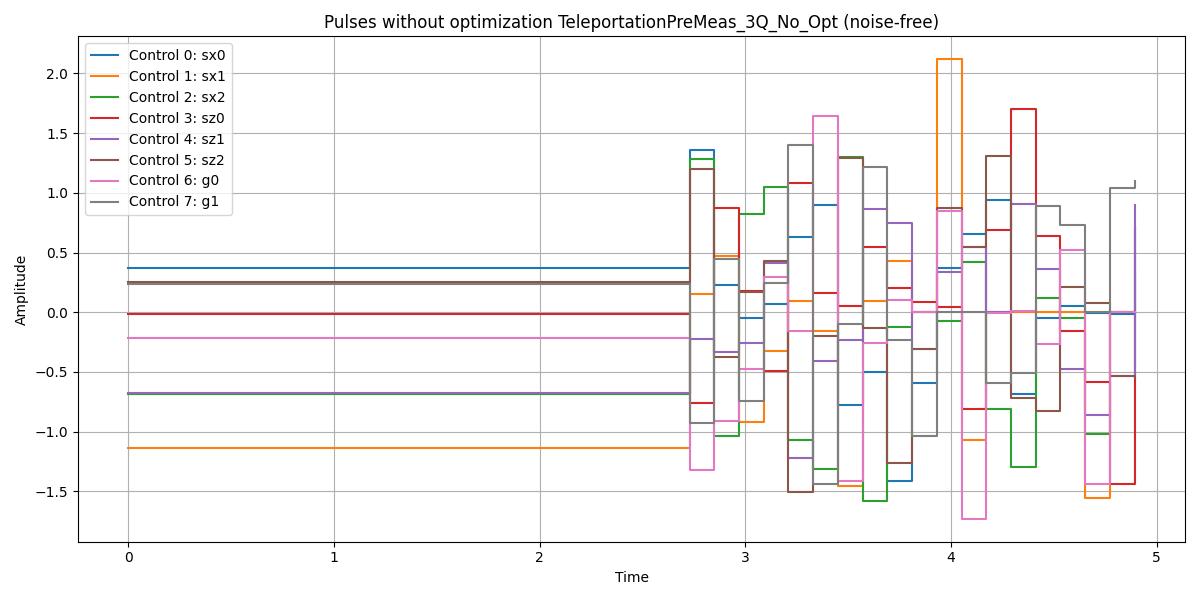 Pulses without optimization TeleportationPreMeas_3Q_No_Opt (noise-free)
Control 0: sx0
Control 1: sx1
Control 2: sx2
Control 3: sz0
Control 4: sz1
Control 5: sz2
Control 6: g0
Control 7: g1
Amplitude
2.0
1.5
1.0
0.5
0.0
−0.5
−1.0
−1.5
0 1 2 3 4 5
Time